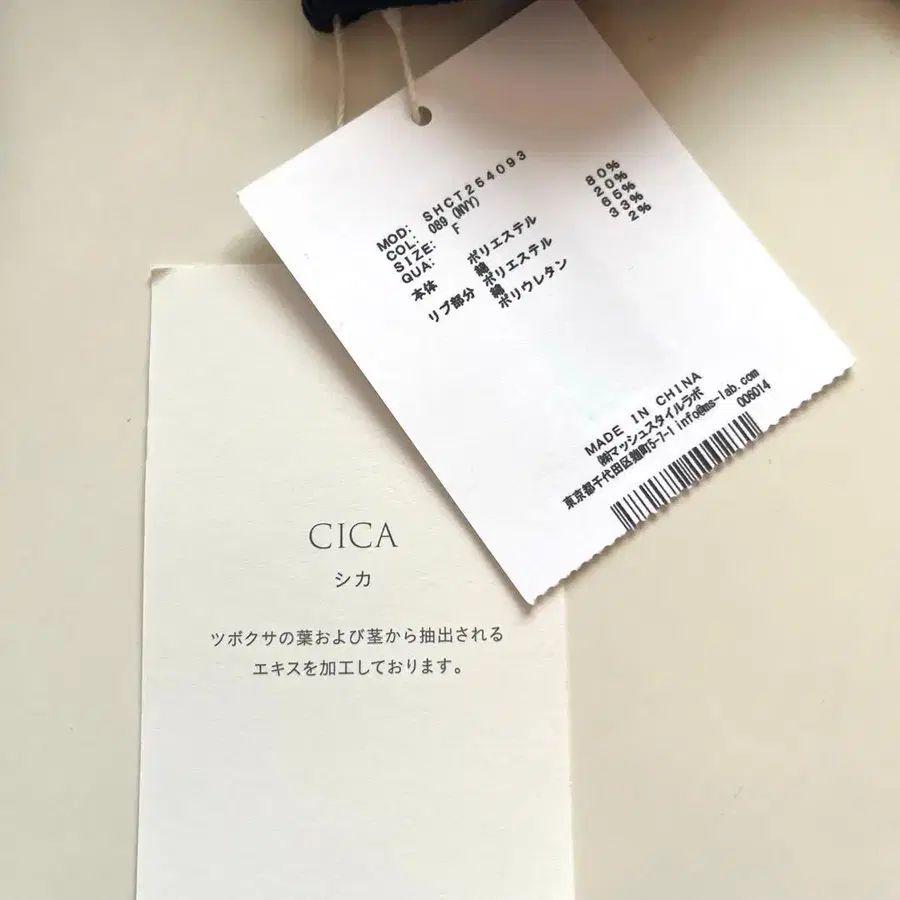 MOD: SHCT254093
COL: 089 (NVY)
SIZE: F
QUA:
本体 ポリエステル 80%
綿 20%
リブ部分 ポリエステル 65%
綿 33%
ポリウレタン 2%
MADE IN CHINA
㈱マッシュスタイルラボ
東京都千代田区麹町5-7-1 info@ms-lab.com
006014
CICA
シカ
ツボクサの葉および茎から抽出される
エキスを加工しております。